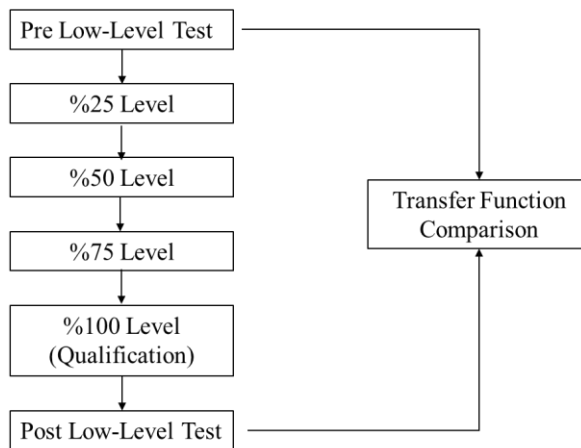 Pre Low-Level Test
%25 Level
%50 Level
%75 Level
%100 Level
(Qualification)
Post Low-Level Test
Transfer Function
Comparison